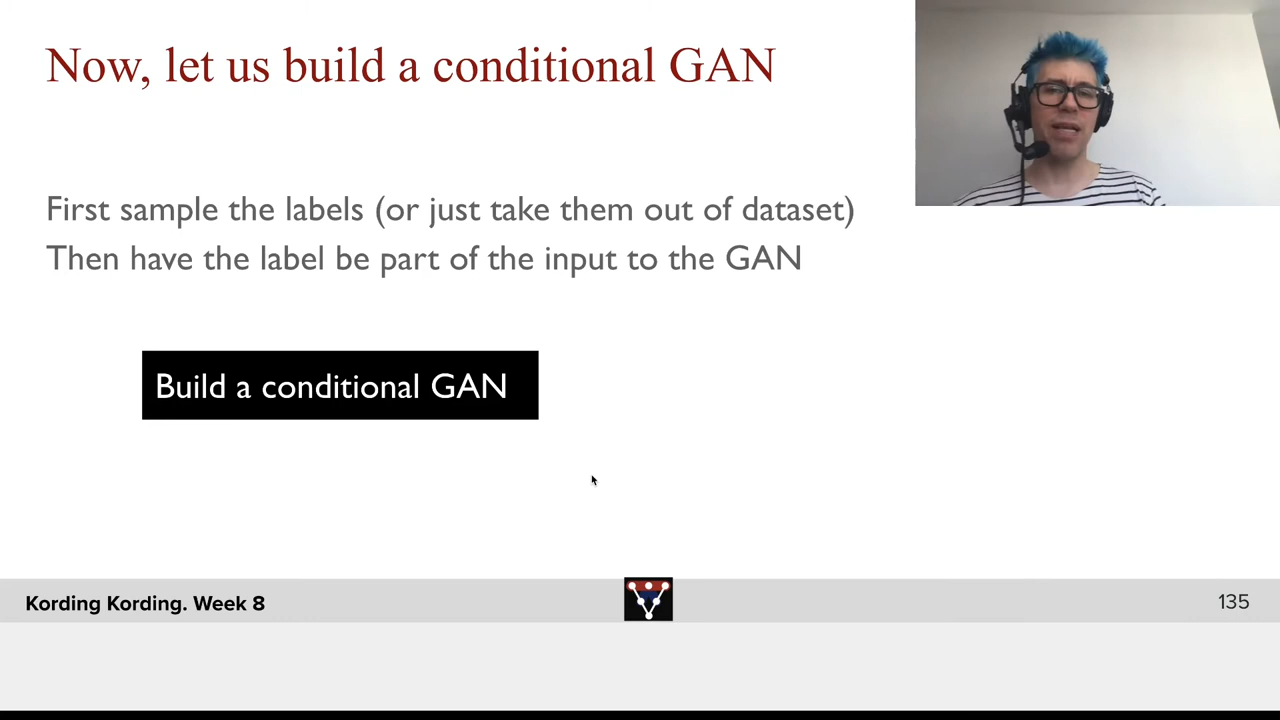 Now, let us build a conditional GAN
First sample the labels (or just take them out of dataset)
Then have the label be part of the input to the GAN
Build a conditional GAN
Kording Kording. Week 8
135